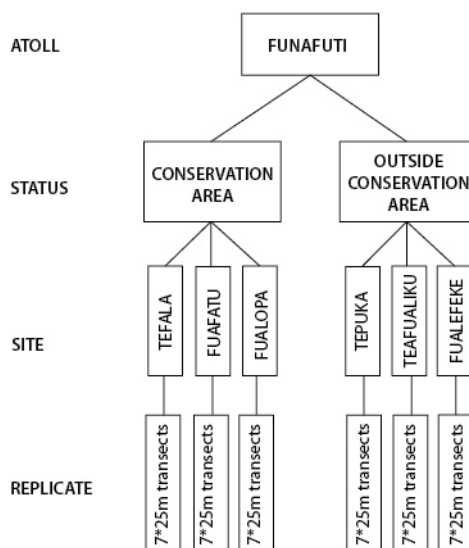 ATOLL
FUNAFUTI
STATUS
CONSERVATION
AREA
OUTSIDE
CONSERVATION
AREA
SITE
TEFALA
FUAFATU
FUALOPA
TEPUKA
TEAFUALIKU
FUALEFEKE
REPLICATE
7*25m transects
7*25m transects
7*25m transects
7*25m transects
7*25m transects
7*25m transects